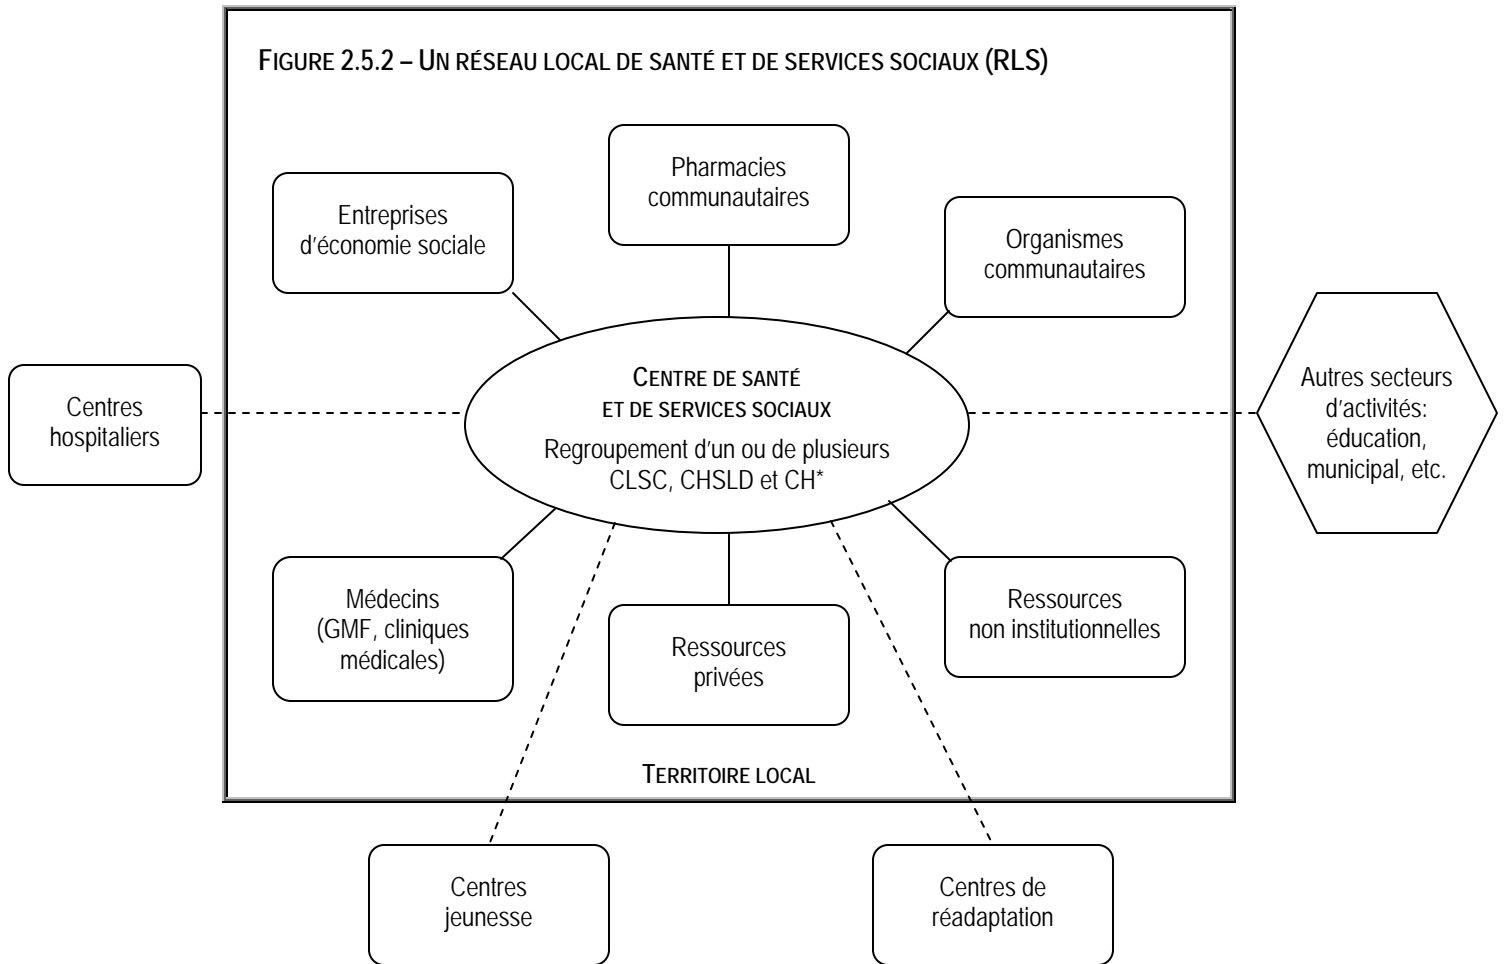 FIGURE 2.5.2 – UN RÉSEAU LOCAL DE SANTÉ ET DE SERVICES SOCIAUX (RLS)
Pharmacies
communautaires
Entreprises
d'économie sociale
Organismes
communautaires
Centres
hospitaliers
CENTRE DE SANTÉ
ET DE SERVICES SOCIAUX
Regroupement d'un ou de plusieurs
CLSC, CHSLD et CH*
Autres secteurs
d'activités:
éducation,
municipal, etc.
Médecins
(GMF, cliniques
médicales)
Ressources
privées
Ressources
non institutionnelles
TERRITOIRE LOCAL
Centres
jeunesse
Centres de
réadaptation